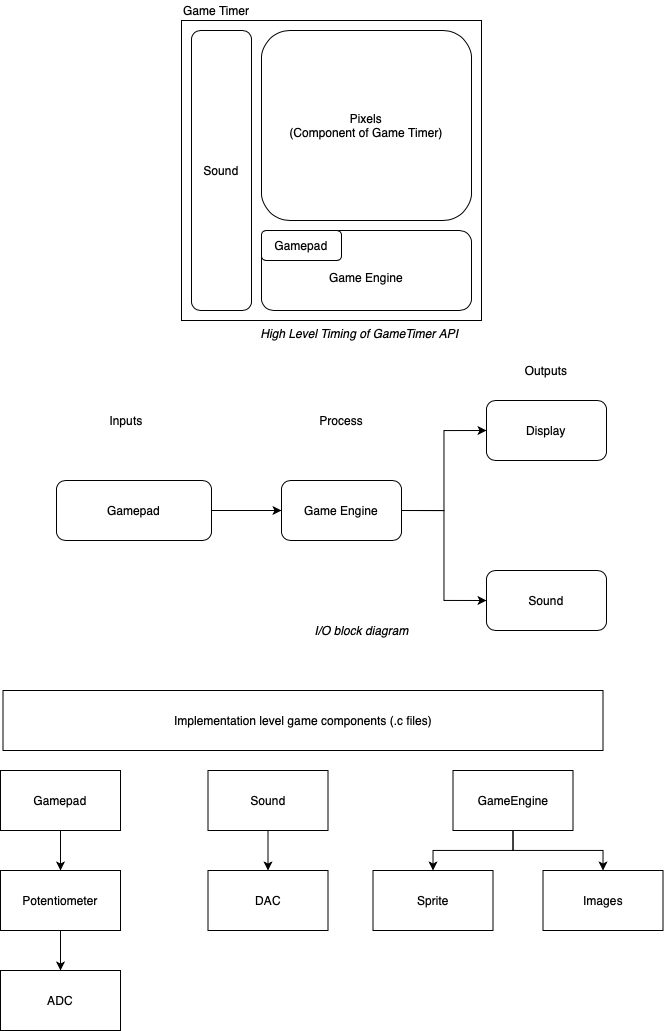 Game Timer
Pixels
(Component of Game Timer)
Sound
Gamepad
Game Engine
High Level Timing of GameTimer API
Outputs
Inputs
Process
Display
Gamepad
Game Engine
Sound
I/O block diagram
Implementation level game components (.c files)
Gamepad
Sound
GameEngine
Potentiometer
DAC
Sprite
Images
ADC